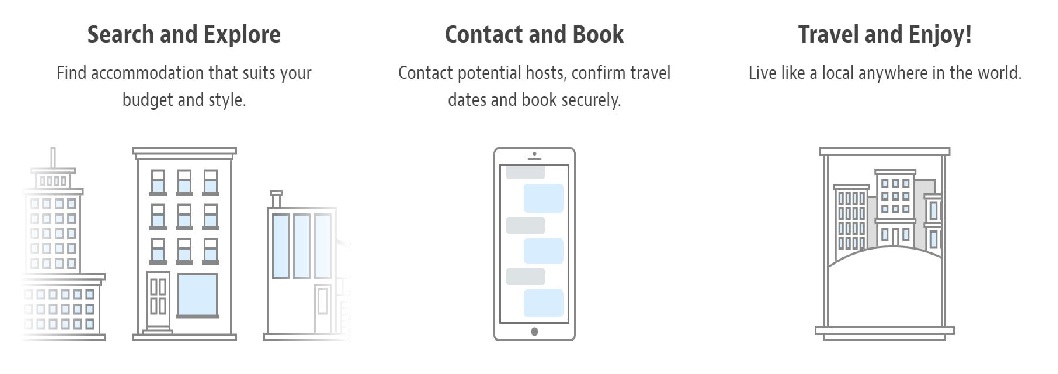 Search and Explore
Find accommodation that suits your
budget and style.
Contact and Book
Contact potential hosts, confirm travel
dates and book securely.
Travel and Enjoy!
Live like a local anywhere in the world.